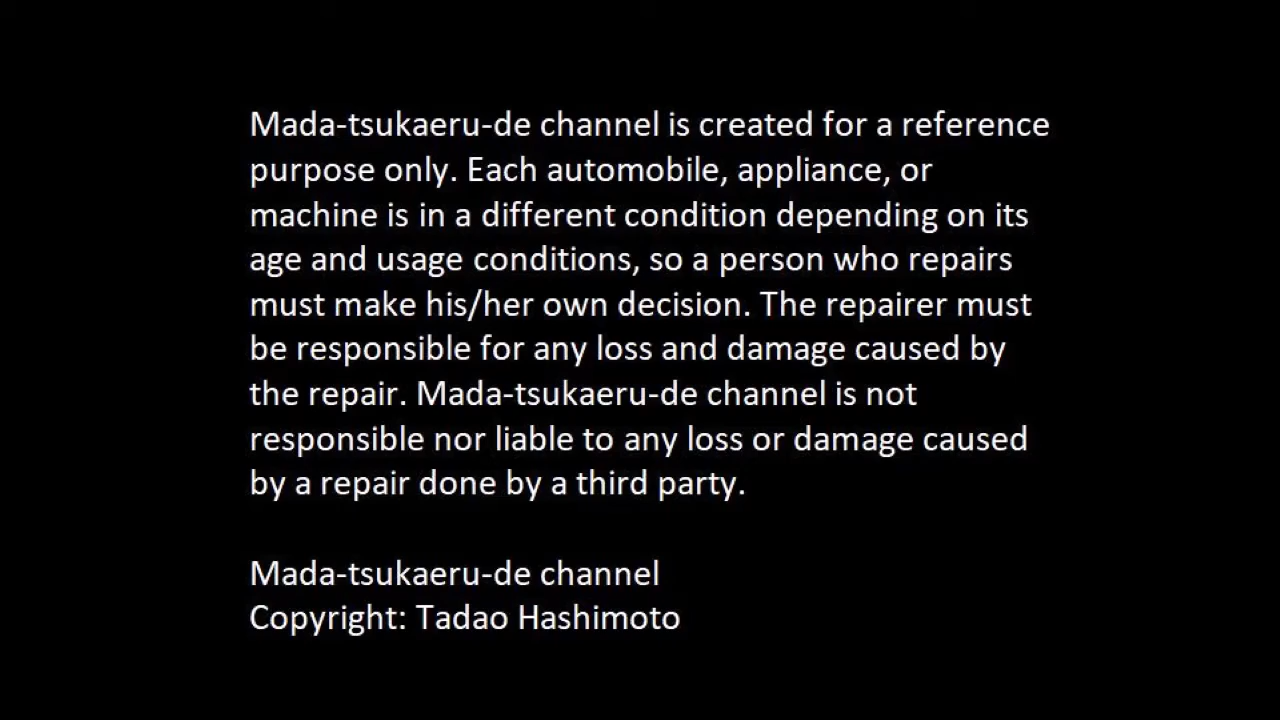 Mada-tsukaeru-de channel is created for a reference
purpose only. Each automobile, appliance, or
machine is in a different condition depending on its
age and usage conditions, so a person who repairs
must make his/her own decision. The repairer must
be responsible for any loss and damage caused by
the repair. Mada-tsukaeru-de channel is not
responsible nor liable to any loss or damage caused
by a repair done by a third party.
Mada-tsukaeru-de channel
Copyright: Tadao Hashimoto